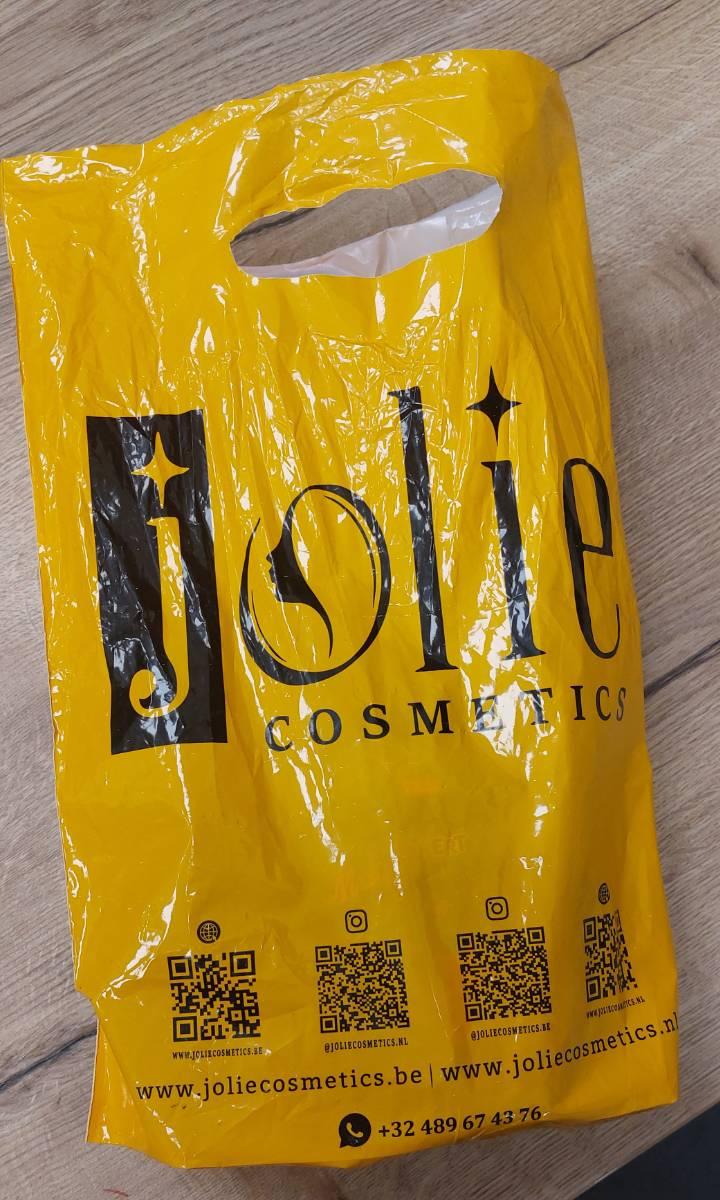 jolie
COSMETICS
WWW.JOLIECOSMETICS.BE
@JOLIECOSMETICS.NL
@JOLIECOSMETICS.BE
WWW.JOLIECOSMETICS.NL
www.joliecosmetics.be | www.joliecosmetics.nl
+32 489 67 43 76